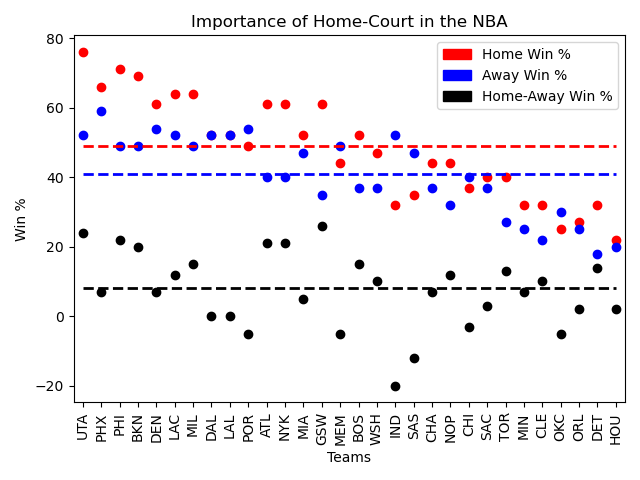 Importance of Home-Court in the NBA
Home Win %
Away Win %
Home-Away Win %
Win %
80
60
40
20
0
−20
UTA
PHX
PHI
BKN
DEN
LAC
MIL
DAL
LAL
POR
ATL
NYK
MIA
GSW
MEM
BOS
WSH
IND
SAS
CHA
NOP
CHI
SAC
TOR
MIN
CLE
OKC
ORL
DET
HOU
Teams